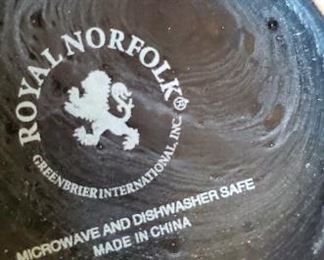 ROYAL NORFOLK®
GREENBRIER INTERNATIONAL, INC.
MICROWAVE AND DISHWASHER SAFE
MADE IN CHINA